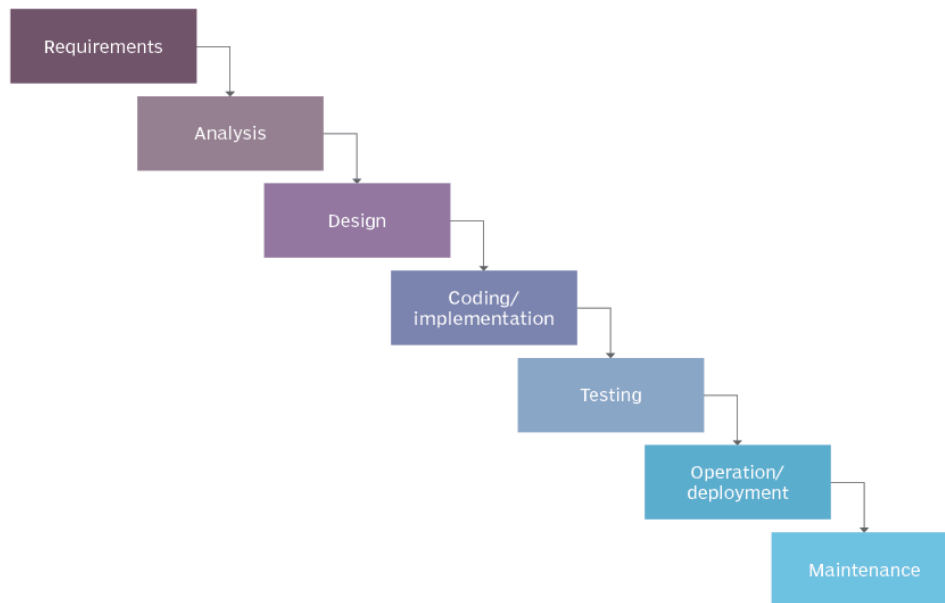 Requirements
Analysis
Design
Coding/
implementation
Testing
Operation/
deployment
Maintenance